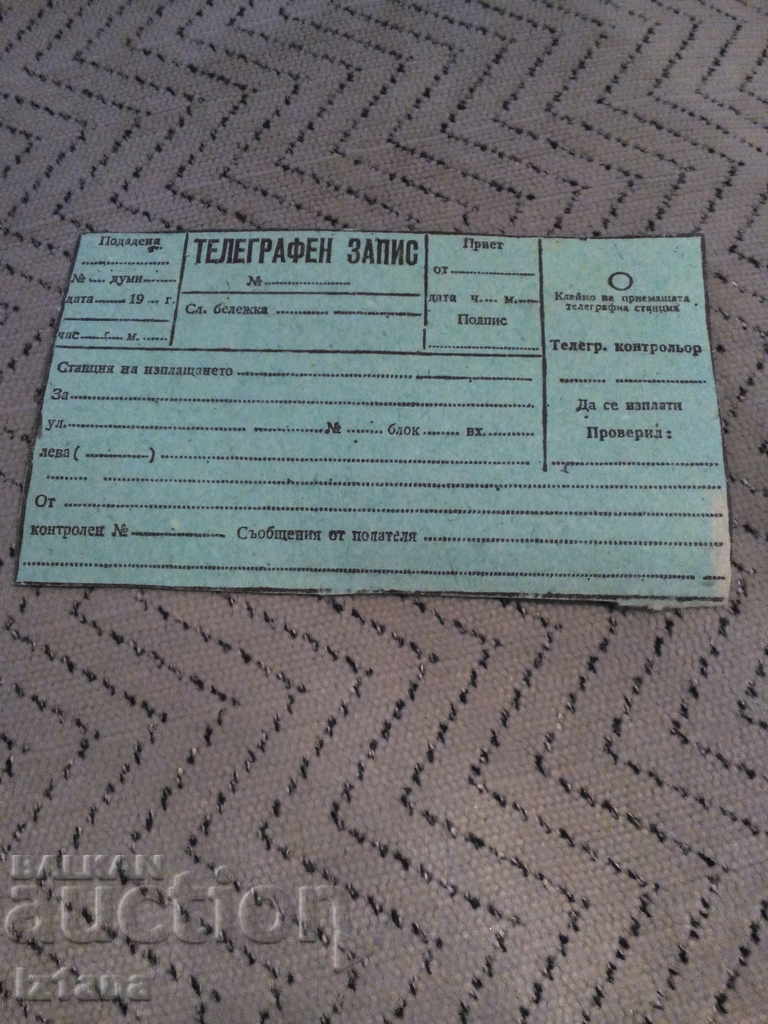 Подадена
№ .... думи
дата ...... 19 ... г.
час ..... м.
ТЕЛЕГРАФЕН ЗАПИС
№
Сл. бележка
Приет
от
дата ч. ... м.
Подпис
Клеймо на приемащата
телеграфна станция
Телегр. контрольор
Да се изплати
Проверил:
Станция на изплащането
За
ул. № ...... блок ....... вх.
лева ( )
От
контролен № Съобщения от подателя
BALKAN
auction
Iz1ana